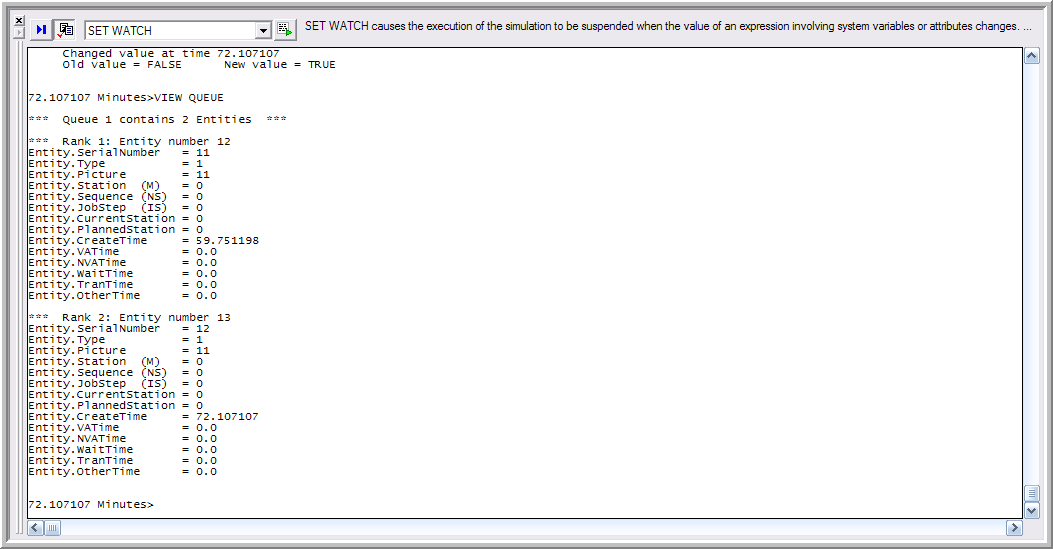 SET WATCH
SET WATCH causes the execution of the simulation to be suspended when the value of an expression involving system variables or attributes changes. ...
Changed value at time 72.107107
Old value = FALSE      New value = TRUE
72.107107 Minutes>VIEW QUEUE
***  Queue 1 contains 2 Entities  ***
***  Rank 1: Entity number 12
Entity.SerialNumber   = 11
Entity.Type           = 1
Entity.Picture        = 11
Entity.Station  (M)   = 0
Entity.Sequence (NS)  = 0
Entity.JobStep  (IS)  = 0
Entity.CurrentStation = 0
Entity.PlannedStation = 0
Entity.CreateTime     = 59.751198
Entity.VATime         = 0.0
Entity.NVATime        = 0.0
Entity.WaitTime       = 0.0
Entity.TranTime       = 0.0
Entity.OtherTime      = 0.0
***  Rank 2: Entity number 13
Entity.SerialNumber   = 12
Entity.Type           = 1
Entity.Picture        = 11
Entity.Station  (M)   = 0
Entity.Sequence (NS)  = 0
Entity.JobStep  (IS)  = 0
Entity.CurrentStation = 0
Entity.PlannedStation = 0
Entity.CreateTime     = 72.107107
Entity.VATime         = 0.0
Entity.NVATime        = 0.0
Entity.WaitTime       = 0.0
Entity.TranTime       = 0.0
Entity.OtherTime      = 0.0
72.107107 Minutes>